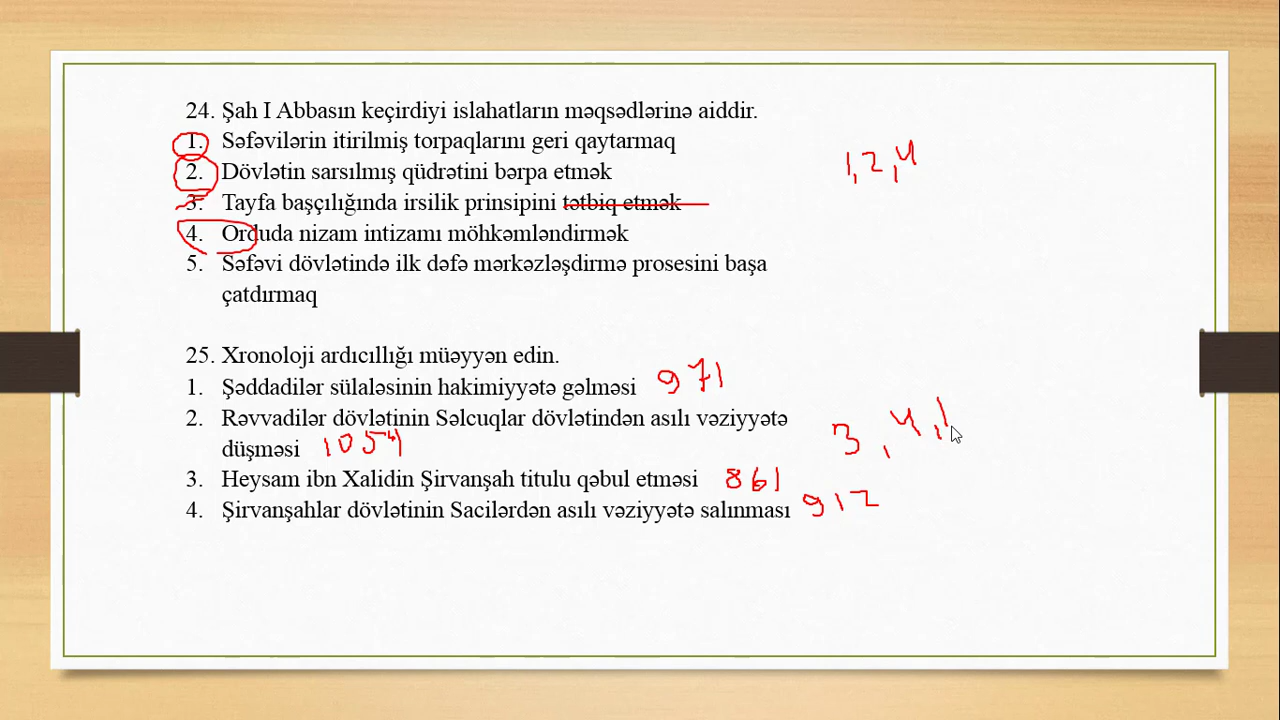 24. Şah I Abbasın keçirdiyi islahatların məqsədlərinə aiddir.
1. Səfəvilərin itirilmiş torpaqlarını geri qaytarmaq
2. Dövlətin sarsılmış qüdrətini bərpa etmək
1,2,4
3. Tayfa başçılığında irsilik prinsipini tətbiq etmək
4. Orduda nizam intizamı möhkəmləndirmək
5. Səfəvi dövlətində ilk dəfə mərkəzləşdirmə prosesini başa
çatdırmaq
25. Xronoloji ardıcıllığı müəyyən edin.
1. Şəddadilər sülaləsinin hakimiyyətə gəlməsi 971
2. Rəvvadilər dövlətinin Səlcuqlar dövlətindən asılı vəziyyətə
düşməsi 1054
3,4,1
3. Heysam ibn Xalidin Şirvanşah titulu qəbul etməsi 861
4. Şirvanşahlar dövlətinin Sacilərdən asılı vəziyyətə salınması 912